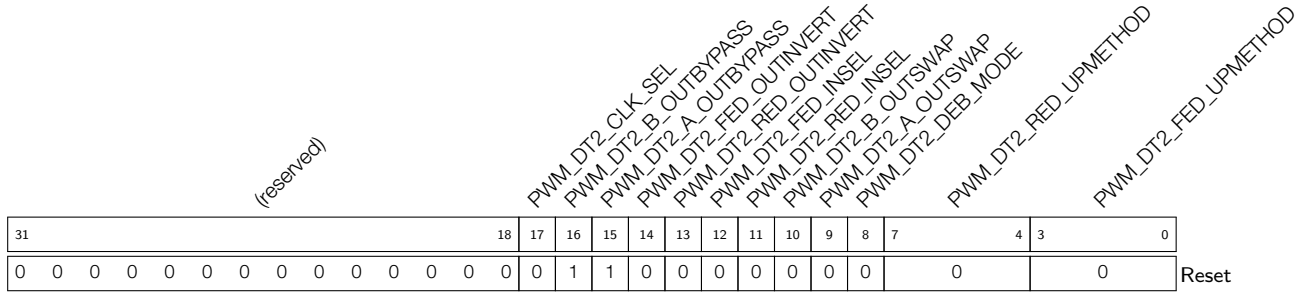 (reserved)
PWM_DT2_CLK_SEL
PWM_DT2_B_OUTBYPASS
PWM_DT2_A_OUTBYPASS
PWM_DT2_FED_OUTINVERT
PWM_DT2_RED_OUTINVERT
PWM_DT2_FED_INSEL
PWM_DT2_RED_INSEL
PWM_DT2_B_OUTSWAP
PWM_DT2_A_OUTSWAP
PWM_DT2_DEB_MODE
PWM_DT2_RED_UPMETHOD
PWM_DT2_FED_UPMETHOD
31 18 17 16 15 14 13 12 11 10 9 8 7 4 3 0
0 0 0 0 0 0 0 0 0 0 0 0 0 0 0 1 1 0 0 0 0 0 0 0 0 0 Reset